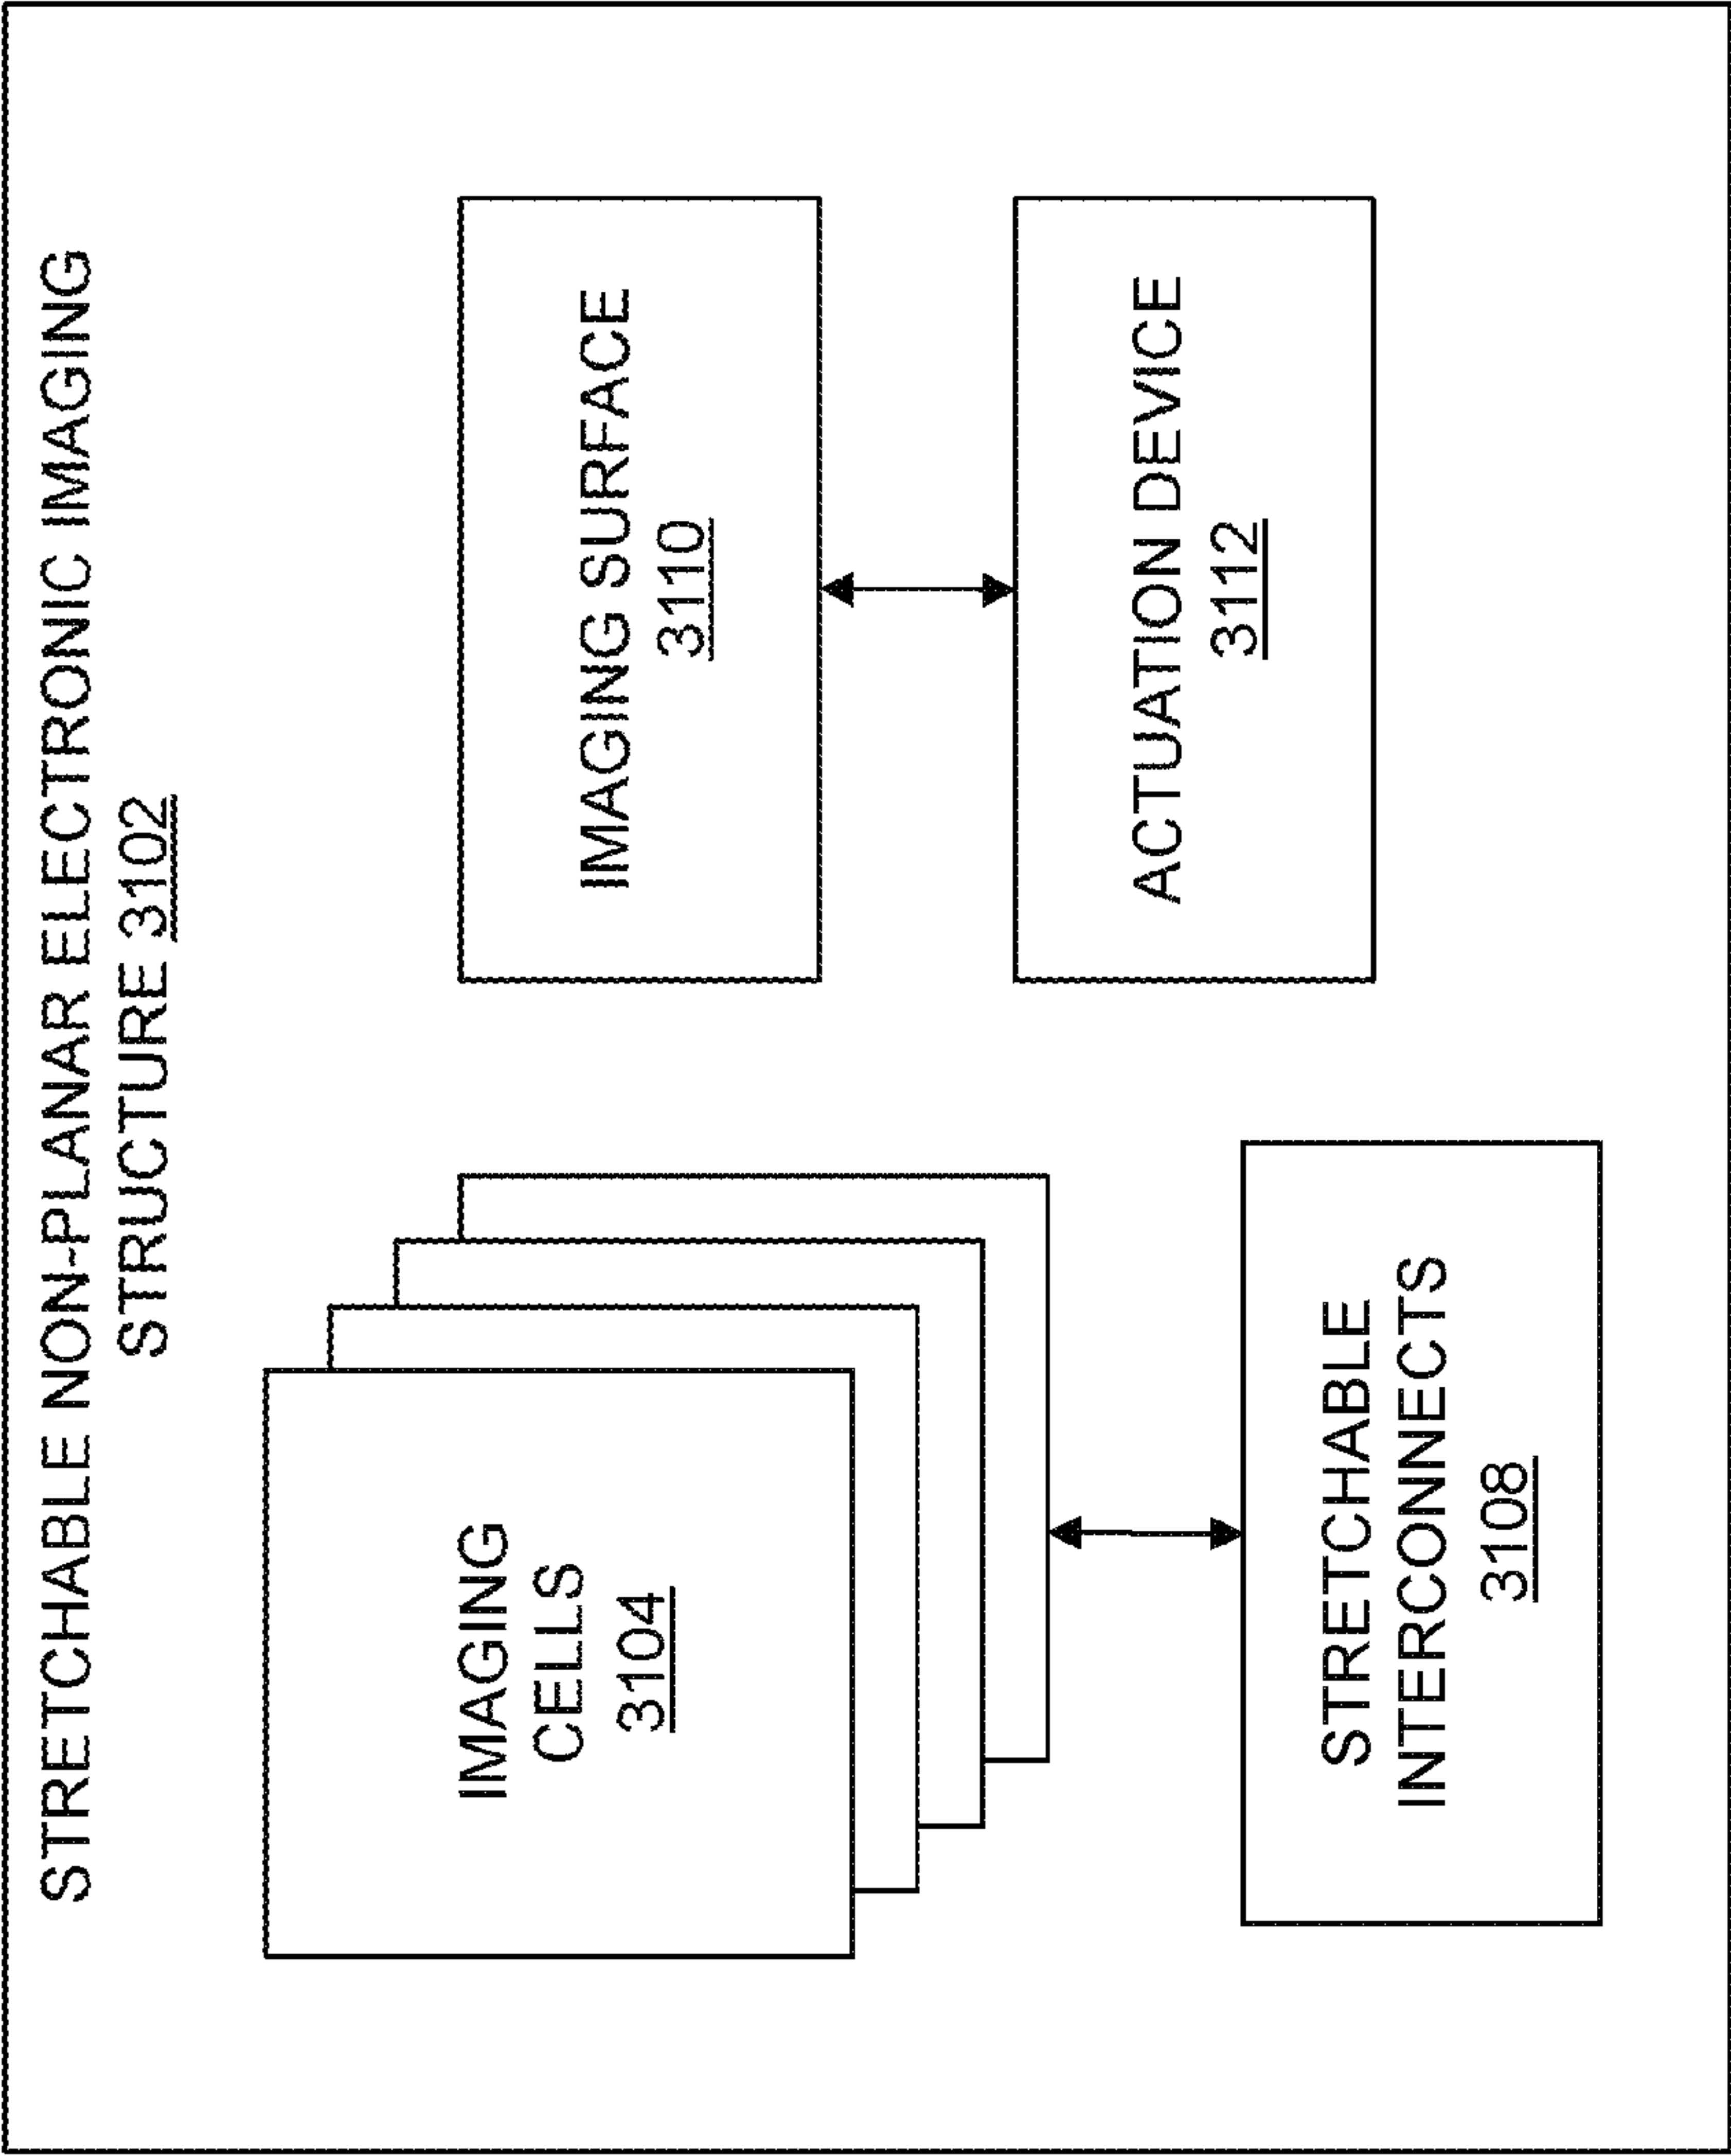 STRETCHABLE NON-PLANAR ELECTRONIC IMAGING
STRUCTURE 3102
IMAGING
CELLS
3104
STRETCHABLE
INTERCONNECTS
3108
IMAGING SURFACE
3110
ACTUATION DEVICE
3112